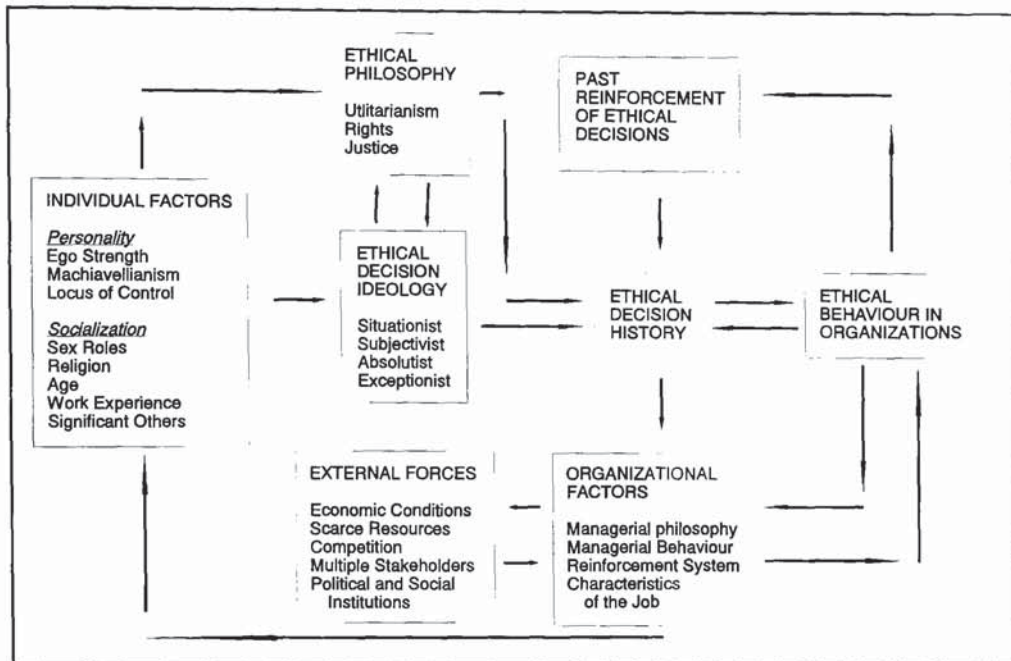 ETHICAL
PHILOSOPHY
Utlitarianism
Rights
Justice
PAST
REINFORCEMENT
OF ETHICAL
DECISIONS
INDIVIDUAL FACTORS
Personality
Ego Strength
Machiavellianism
Locus of Control
Socialization
Sex Roles
Religion
Age
Work Experience
Significant Others
ETHICAL
DECISION
IDEOLOGY
Situationist
Subjectivist
Absolutist
Exceptionist
ETHICAL
DECISION
HISTORY
ETHICAL
BEHAVIOUR IN
ORGANIZATIONS
EXTERNAL FORCES
Economic Conditions
Scarce Resources
Competition
Multiple Stakeholders
Political and Social
Institutions
ORGANIZATIONAL
FACTORS
Managerial philosophy
Managerial Behaviour
Reinforcement System
Characteristics
of the Job